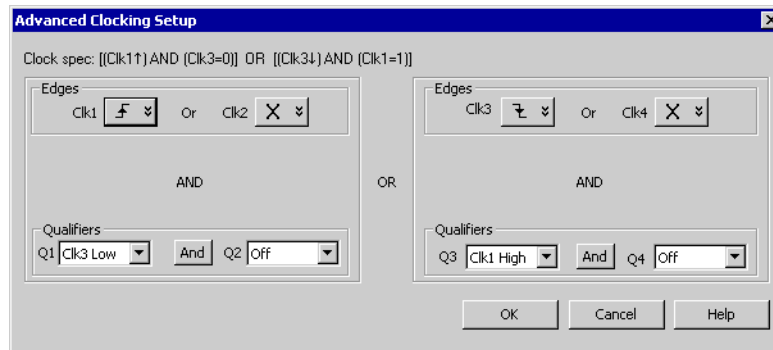 Advanced Clocking Setup
Clock spec: [(Clk1↑) AND (Clk3=0)] OR [(Clk3↓) AND (Clk1=1)]
Edges
Clk1 Or Clk2 X
AND
Qualifiers
Q1 Clk3 Low And Q2 Off
OR
Edges
Clk3 Or Clk4 X
AND
Qualifiers
Q3 Clk1 High And Q4 Off
OK Cancel Help